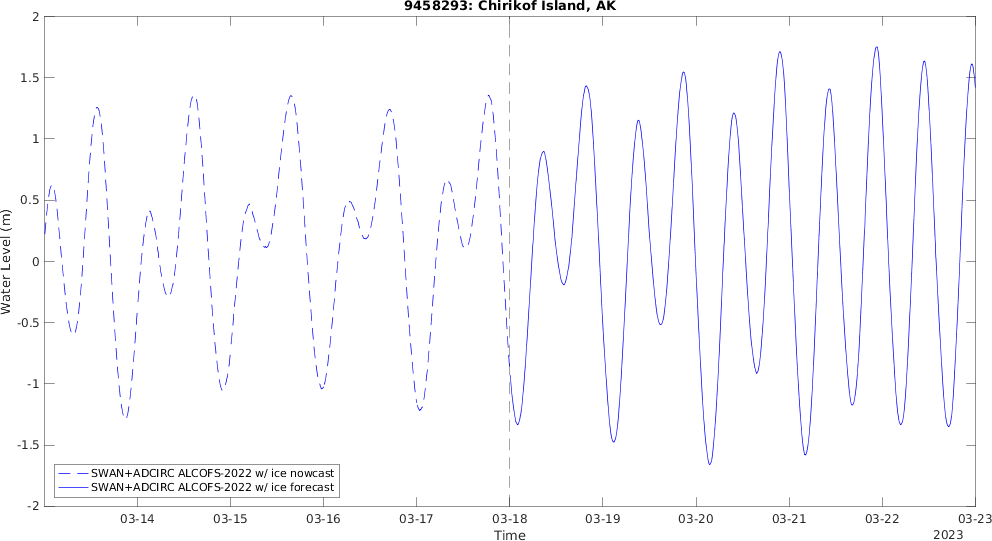 9458293: Chirikof Island, AK
2
1.5
1
0.5
0
-0.5
-1
-1.5
-2
Water Level (m)
SWAN+ADCIRC ALCOFS-2022 w/ ice nowcast
SWAN+ADCIRC ALCOFS-2022 w/ ice forecast
03-14 03-15 03-16 03-17 03-18 03-19 03-20 03-21 03-22 03-23
Time
2023